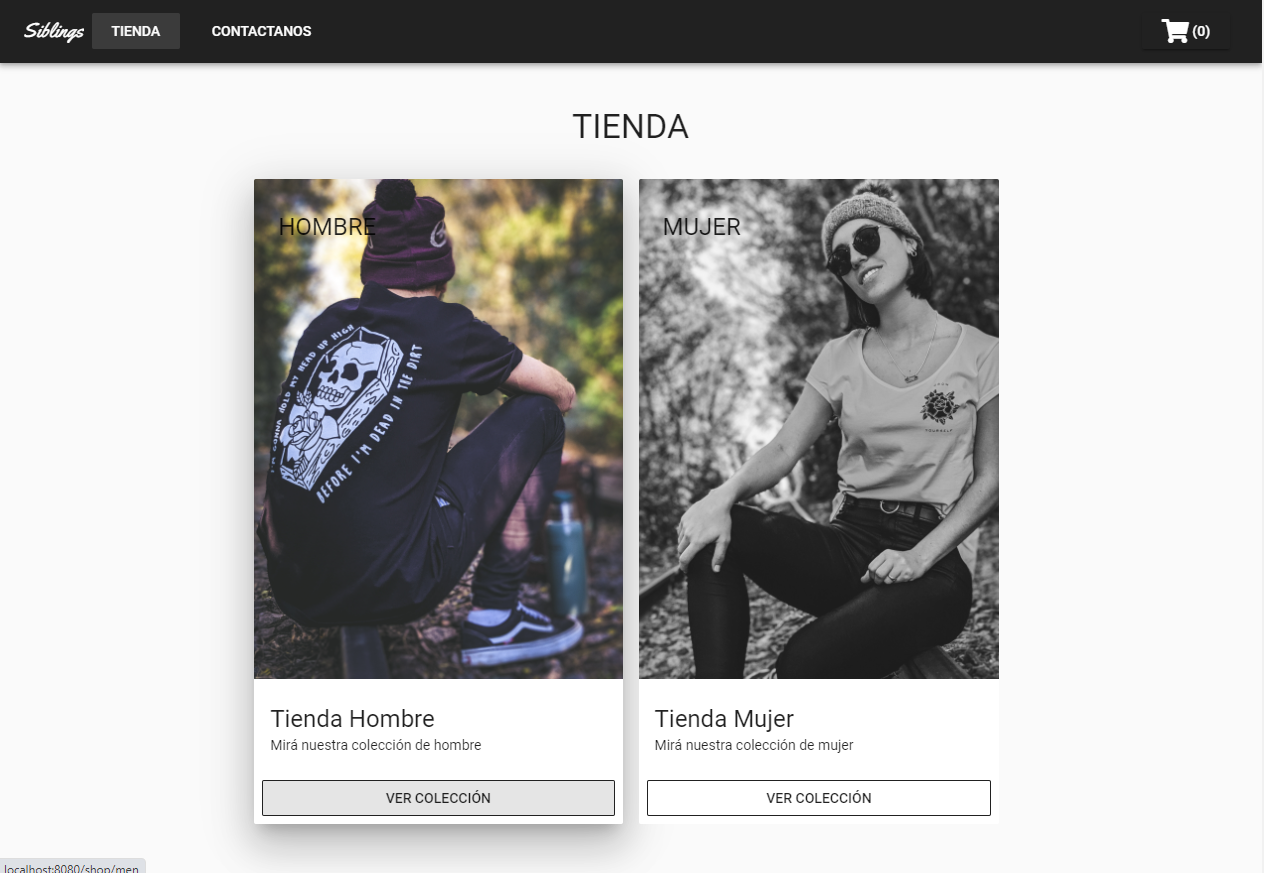 Siblings TIENDA CONTACTANOS (0)
TIENDA
HOMBRE
I'M GONNA HOLD MY HEAD UP HIGH
BEFORE I'M DEAD IN THE DIRT
MUJER
Tienda Hombre
Mirá nuestra colección de hombre
VER COLECCIÓN
Tienda Mujer
Mirá nuestra colección de mujer
VER COLECCIÓN
localhost:8080/shop/men